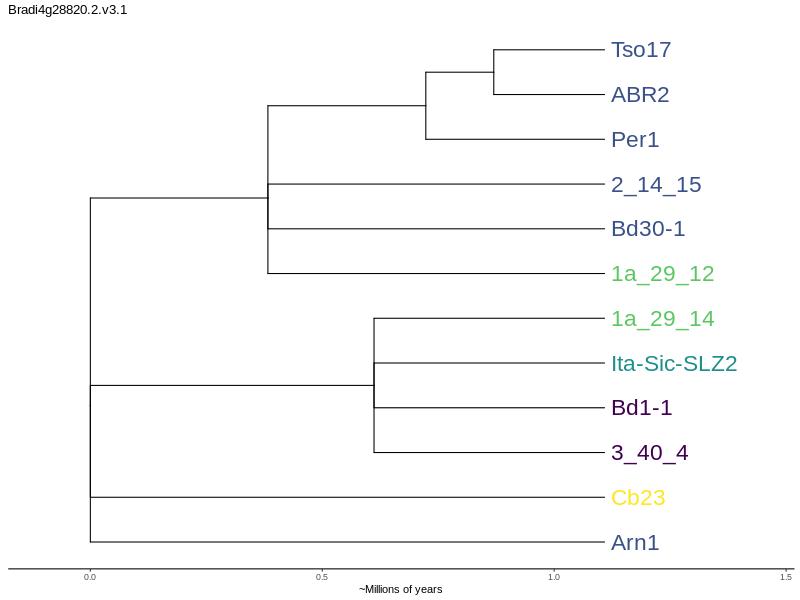 Bradi4g28820.2.v3.1
Tso17
ABR2
Per1
2_14_15
Bd30-1
1a_29_12
1a_29_14
Ita-Sic-SLZ2
Bd1-1
3_40_4
Cb23
Arn1
0.0 0.5 1.0 1.5
~Millions of years